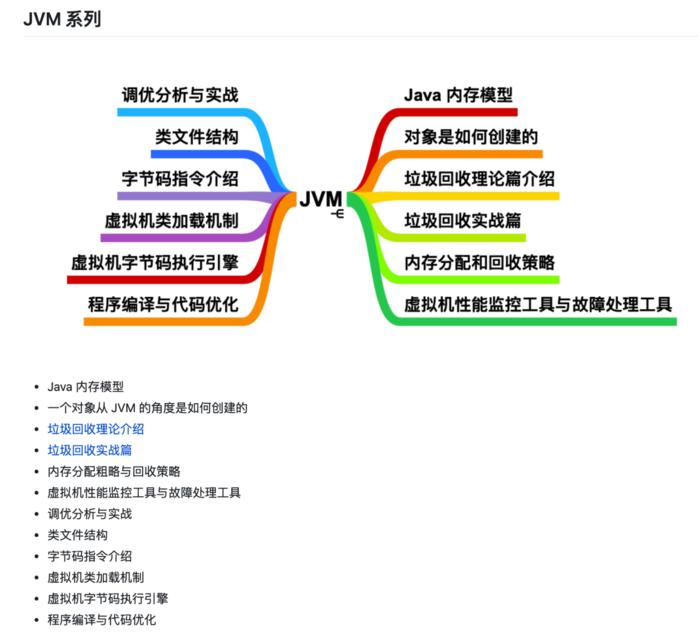 JVM 系列
调优分析与实战
类文件结构
字节码指令介绍
虚拟机类加载机制
虚拟机字节码执行引擎
程序编译与代码优化
JVM
Java 内存模型
对象是如何创建的
垃圾回收理论篇介绍
垃圾回收实战篇
内存分配和回收策略
虚拟机性能监控工具与故障处理工具
Java 内存模型
一个对象从 JVM 的角度是如何创建的
垃圾回收理论介绍
垃圾回收实战篇
内存分配粗略与回收策略
虚拟机性能监控工具与故障处理工具
调优分析与实战
类文件结构
字节码指令介绍
虚拟机类加载机制
虚拟机字节码执行引擎
程序编译与代码优化